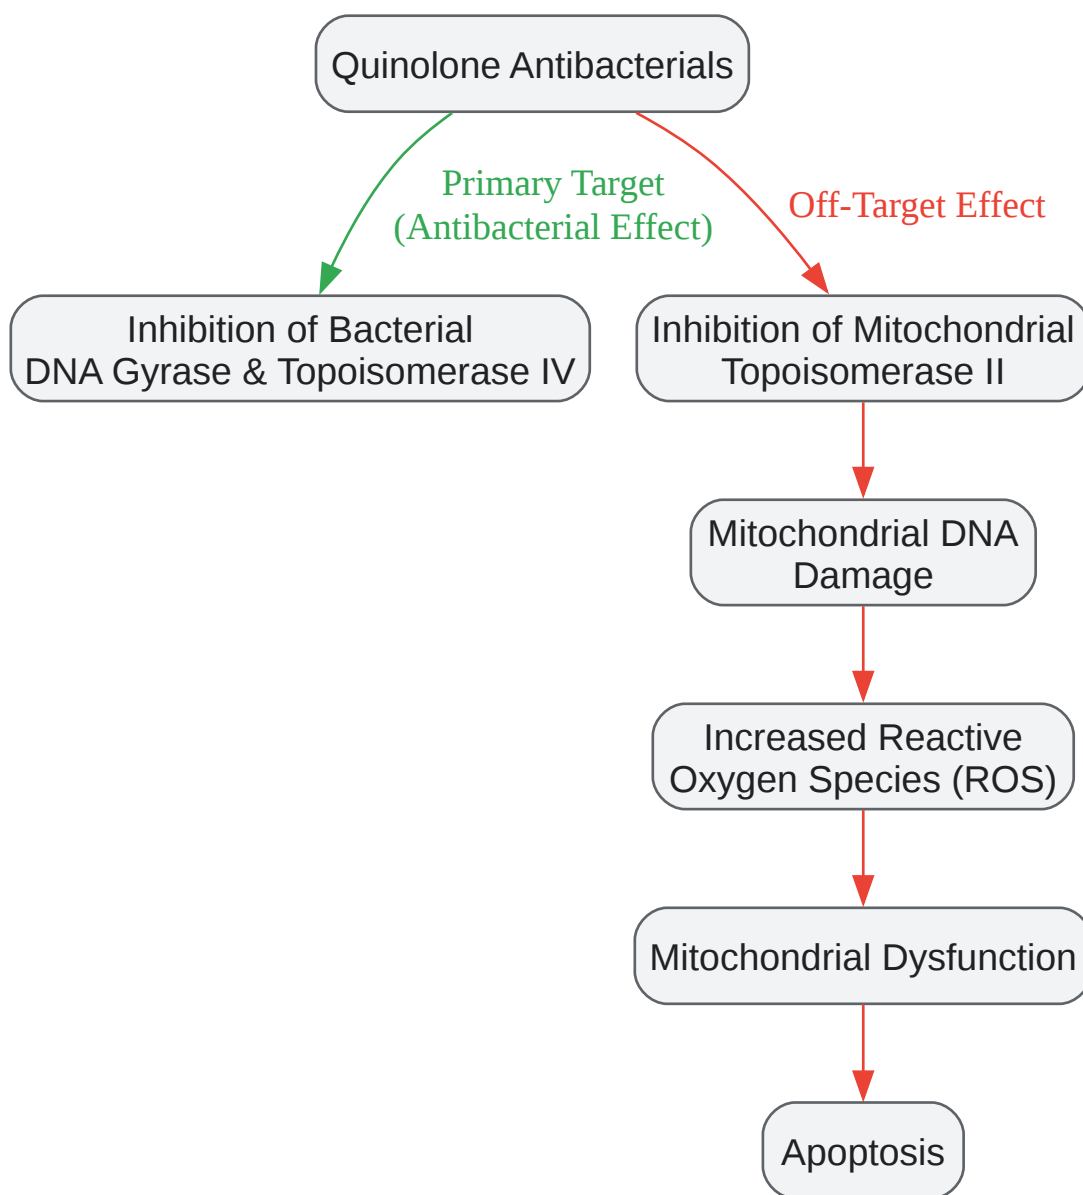 Quinolone Antibacterials
Primary Target
(Antibacterial Effect)
Off-Target Effect
Inhibition of Bacterial
DNA Gyrase & Topoisomerase IV
Inhibition of Mitochondrial
Topoisomerase II
Mitochondrial DNA
Damage
Increased Reactive
Oxygen Species (ROS)
Mitochondrial Dysfunction
Apoptosis